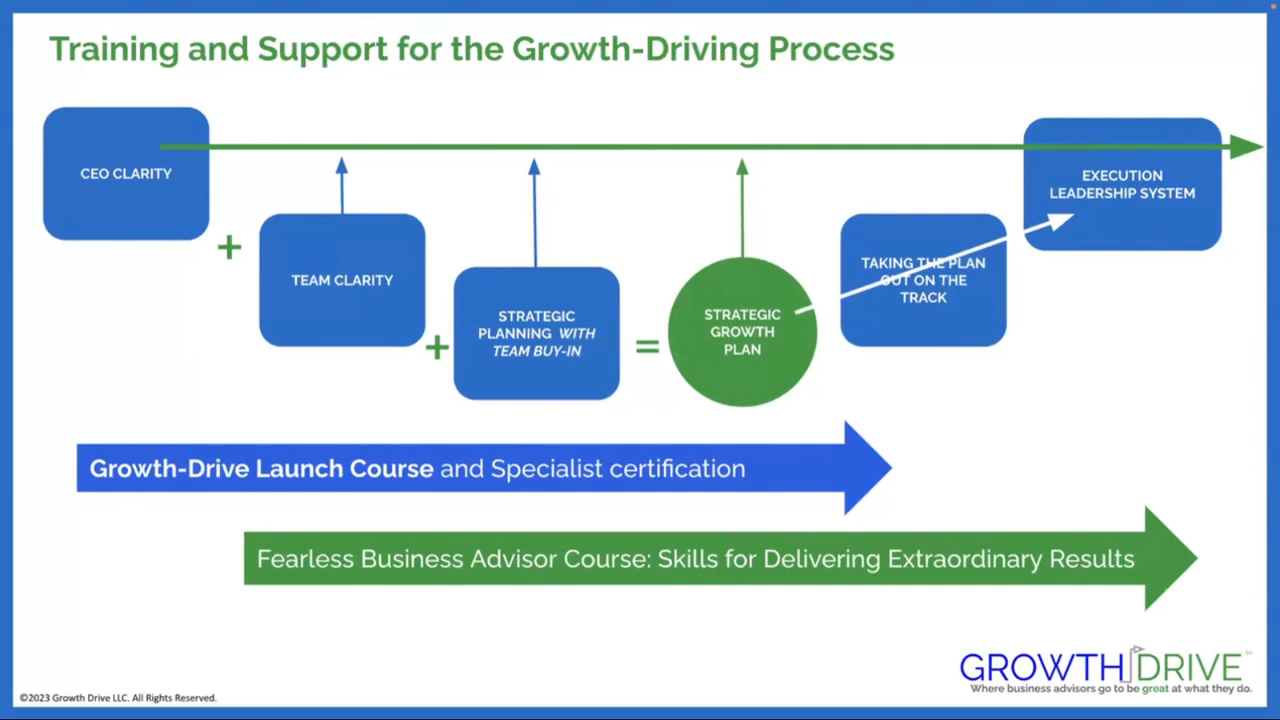 Training and Support for the Growth-Driving Process
CEO CLARITY
+
TEAM CLARITY
+
STRATEGIC
PLANNING WITH
TEAM BUY-IN
=
STRATEGIC
GROWTH
PLAN
TAKING THE PLAN
OUT ON THE
TRACK
EXECUTION
LEADERSHIP SYSTEM
Growth-Drive Launch Course and Specialist certification
Fearless Business Advisor Course: Skills for Delivering Extraordinary Results
GROWTH DRIVE
Where business advisors go to be great at what they do.
©2023 Growth Drive LLC. All Rights Reserved.